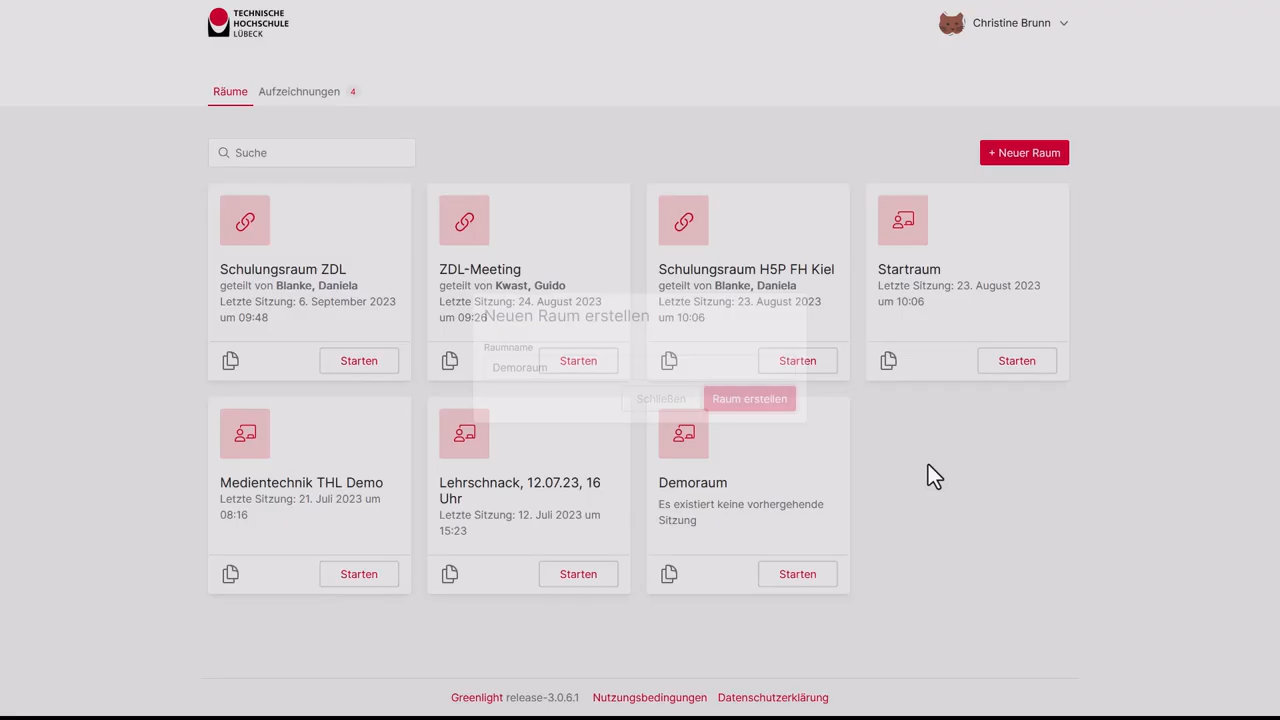 TECHNISCHE
HOCHSCHULE
LÜBECK
Christine Brunn
Räume
Aufzeichnungen 4
Suche
+ Neuer Raum
Schulungsraum ZDL
geteilt von Blanke, Daniela
Letzte Sitzung: 6. September 2023
um 09:48
Starten
ZDL-Meeting
geteilt von Kwast, Guido
Letzte Sitzung: 24. August 2023
um 09:26
Starten
Schulungsraum H5P FH Kiel
geteilt von Blanke, Daniela
Letzte Sitzung: 23. August 2023
um 10:06
Starten
Startraum
Letzte Sitzung: 23. August 2023
um 10:06
Starten
Neuen Raum erstellen
Raumname
Demoraum
Schließen
Raum erstellen
Medientechnik THL Demo
Letzte Sitzung: 21. Juli 2023 um
08:16
Starten
Lehrschnack, 12.07.23, 16
Uhr
Letzte Sitzung: 12. Juli 2023 um
15:23
Starten
Demoraum
Es existiert keine vorhergehende
Sitzung
Starten
Greenlight release-3.0.6.1 Nutzungsbedingungen Datenschutzerklärung